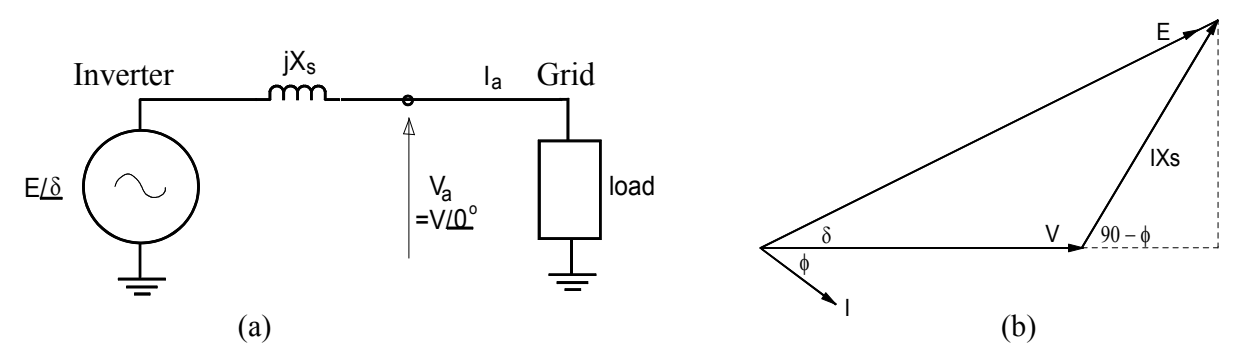 Inverter
jXs
Ia
Grid
E/δ
Va
=V/0°
load
(a)
E
IXs
δ
V
90 – ϕ
ϕ
I
(b)